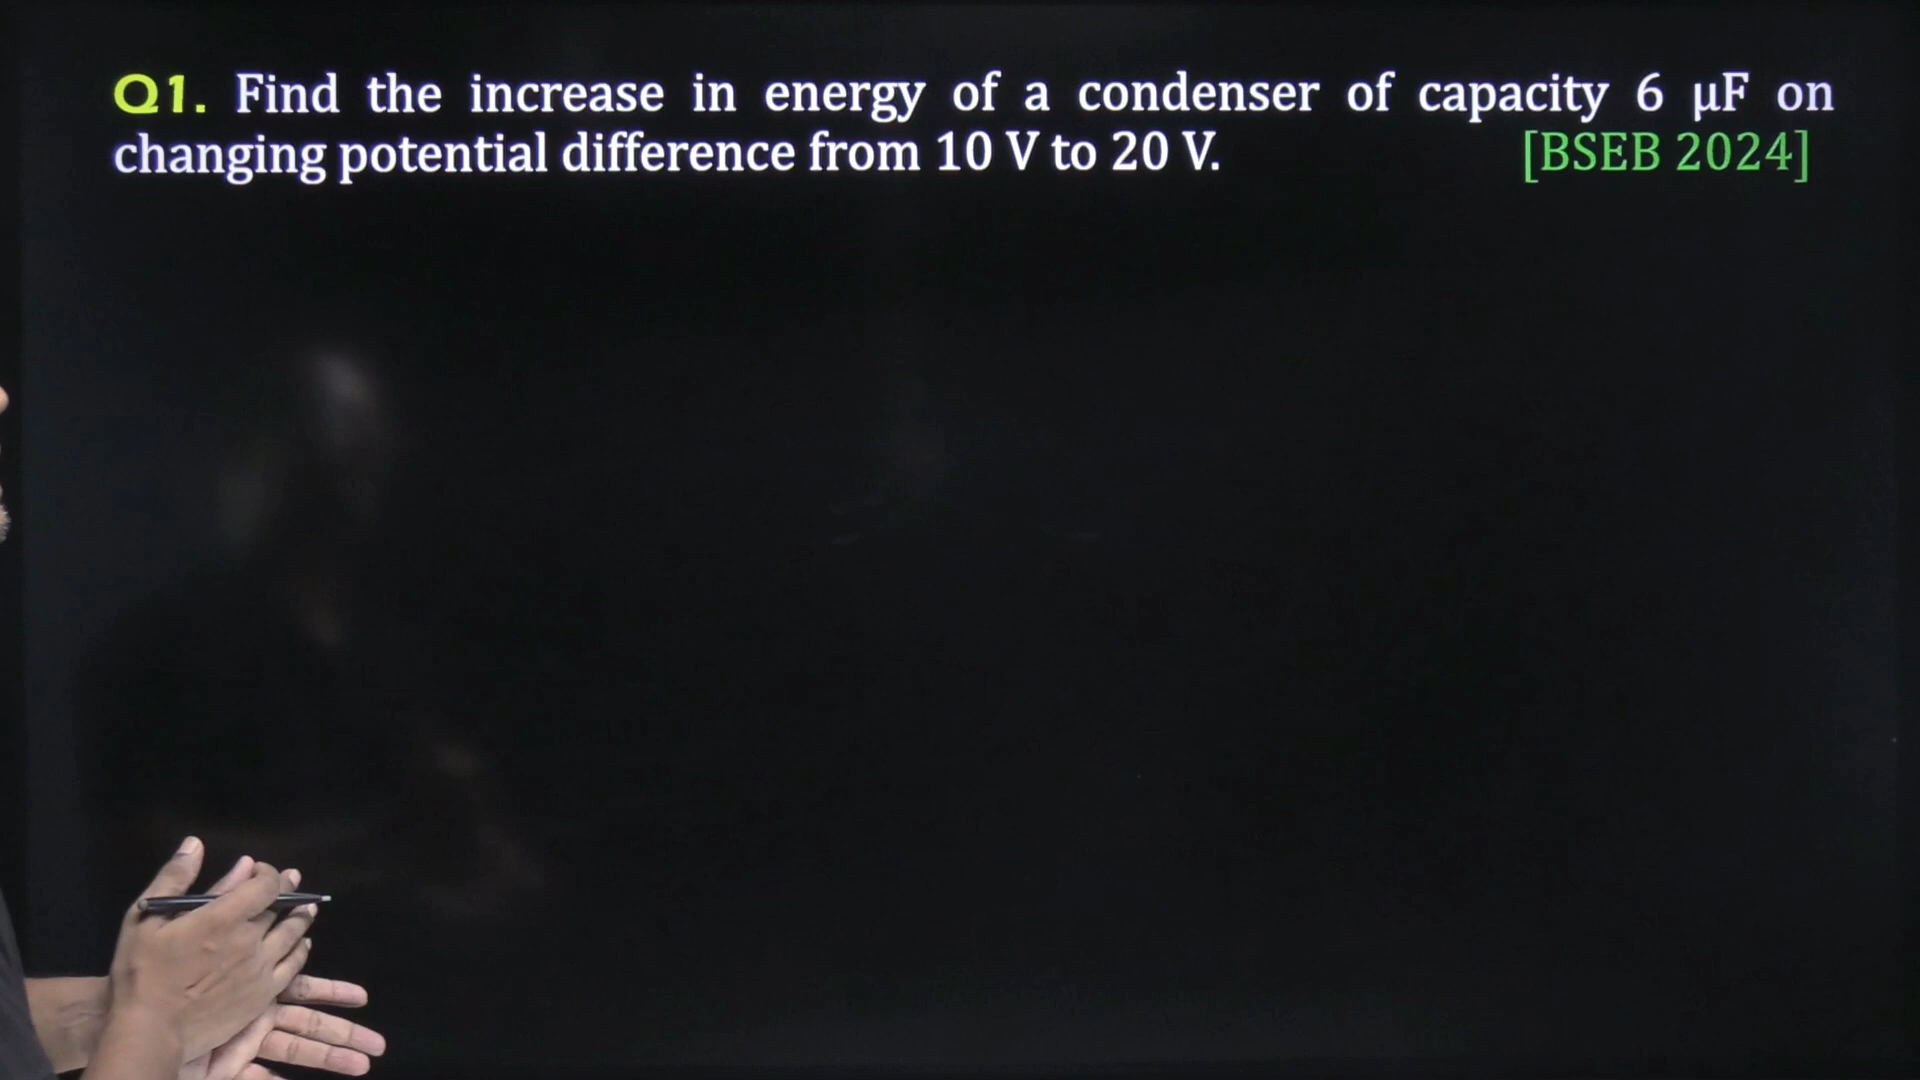 Q1. Find the increase in energy of a condenser of capacity 6 μF on
changing potential difference from 10 V to 20 V. [BSEB 2024]